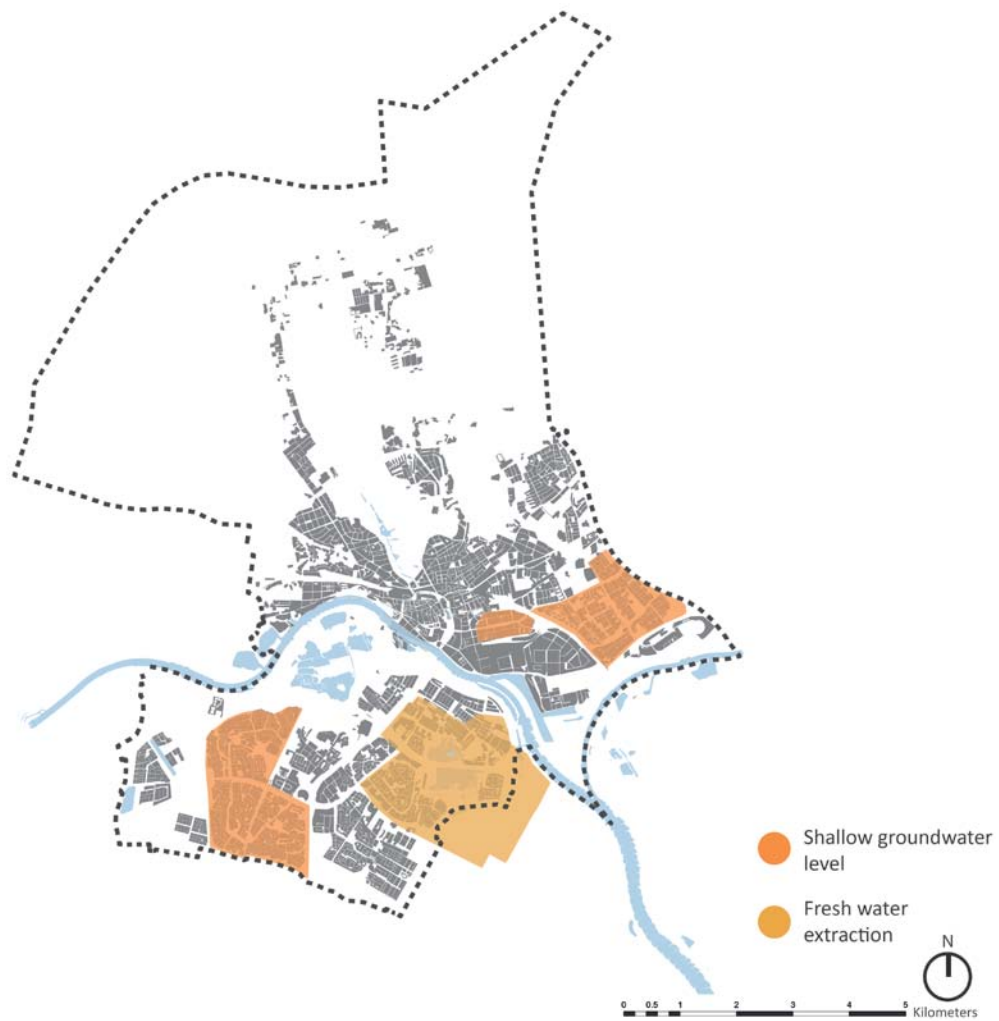 Shallow groundwater
level
Fresh water
extraction
N
0 0.5 1 2 3 4 5
Kilometers